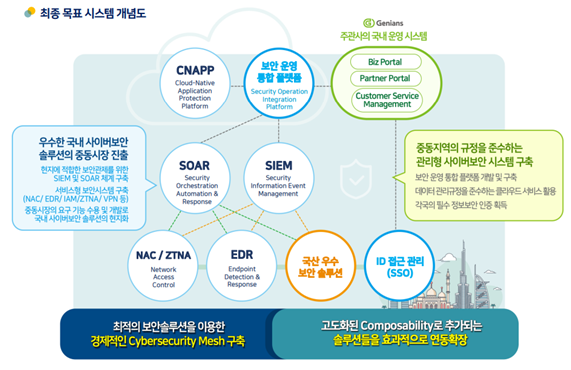 최종 목표 시스템 개념도
Genians
주관사의 국내 운영 시스템
Biz Portal
Partner Portal
Customer Service
Management
CNAPP
Cloud-Native
Application
Protection
Platform
보안 운영
통합 플랫폼
Security Operation
Integration
Platform
우수한 국내 사이버보안
솔루션의 중동시장 진출
현지에 적합한 보안관제를 위한
SIEM 및 SOAR 체계 구축
서비스형 보안시스템 구축
(NAC/ EDR/ IAM/ZTNA/ VPN 등)
중동시장의 요구 기능 수용 및 개발로
국내 사이버보안 솔루션의 현지화
SOAR
Security
Orchestration
Automation &
Response
SIEM
Security
Information Event
Management
중동지역의 규정을 준수하는
관리형 사이버보안 시스템 구축
보안 운영 통합 플랫폼 개발 및 구축
데이터 관리규정을 준수하는 클라우드 서비스 활용
각국의 필수 정보보안 인증 획득
NAC / ZTNA
Network
Access
Control
EDR
Endpoint
Detection &
Response
국산 우수
보안 솔루션
ID 접근 관리
(SSO)
최적의 보안솔루션을 이용한
경제적인 Cybersecurity Mesh 구축
고도화된 Composability로 추가되는
솔루션들을 효과적으로 연동확장